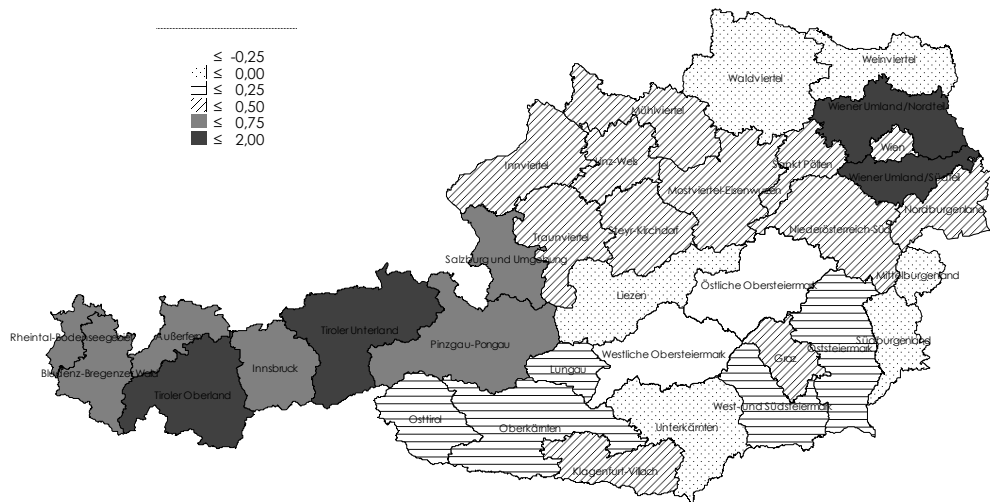 ≤ -0,25
≤ 0,00
≤ 0,25
≤ 0,50
≤ 0,75
≤ 2,00
Weinviertel
Waldviertel
Wiener Umland/Nordteil
Mühlviertel
Wien
Innviertel
Linz-Wels
Sankt Pölten
Wiener Umland/Südteil
Mostviertel-Eisenwurzen
Nordburgenland
Traunviertel
Steyr-Kirchdorf
Niederösterreich-Süd
Salzburg und Umgebung
Mittelburgenland
Östliche Obersteiermark
Liezen
Rheintal-Bodenseegebiet
Außerfern
Tiroler Unterland
Pinzgau-Pongau
Südburgenland
Oststeiermark
Westliche Obersteiermark
Graz
Innsbruck
Lungau
Bludenz-Bregenzer Wald
Tiroler Oberland
West- und Südsteiermark
Osttirol
Oberkärnten
Unterkärnten
Klagenfurt-Villach